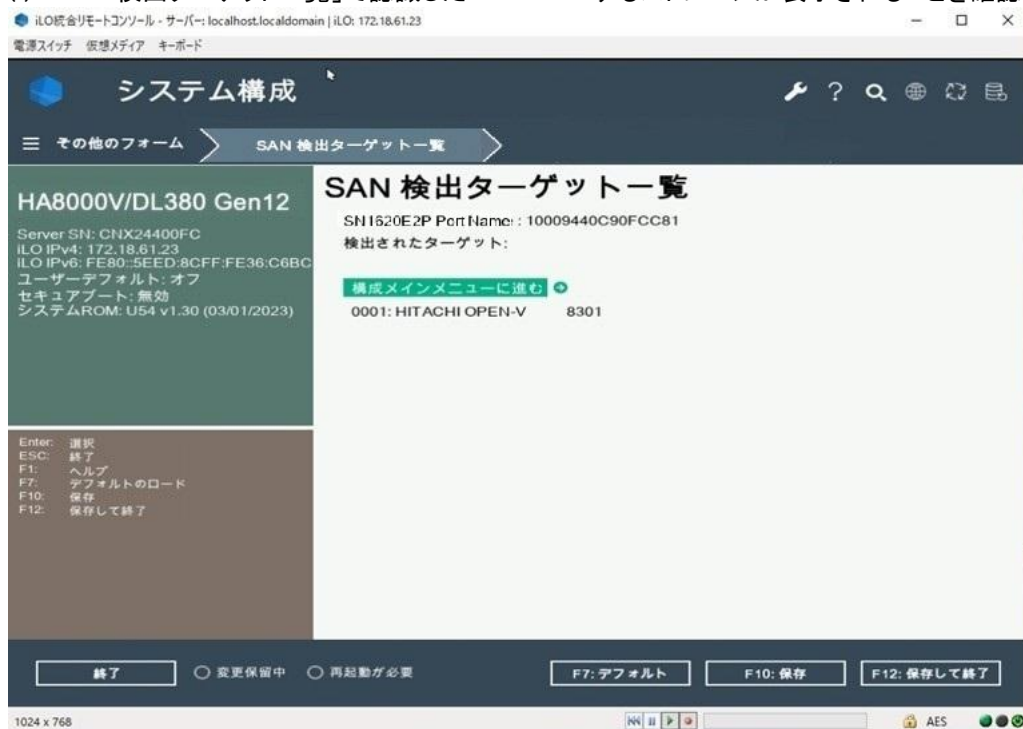 iLO統合リモートコンソール - サーバー: localhost.localdomain | iLO: 172.18.61.23
電源スイッチ 仮想メディア キーボード
システム構成
?
その他のフォーム
SAN 検出ターゲット一覧
HA8000V/DL380 Gen12
Server SN: CNX24400FC
iLO IPv4: 172.18.61.23
iLO IPv6: FE80::5EED:8CFF:FE36:C6BC
ユーザーデフォルト: オフ
セキュアブート: 無効
システムROM: U54 v1.30 (03/01/2023)
Enter: 選択
ESC: 終了
F1: ヘルプ
F7: デフォルトのロード
F10: 保存
F12: 保存して終了
SAN 検出ターゲット一覧
SN1620E2P Port Name: : 10009440C90FCC81
検出されたターゲット:
構成メインメニューに進む
0001: HITACHI OPEN-V 8301
終了
変更保留中
再起動が必要
F7: デフォルト
F10: 保存
F12: 保存して終了
1024 x 768
AES